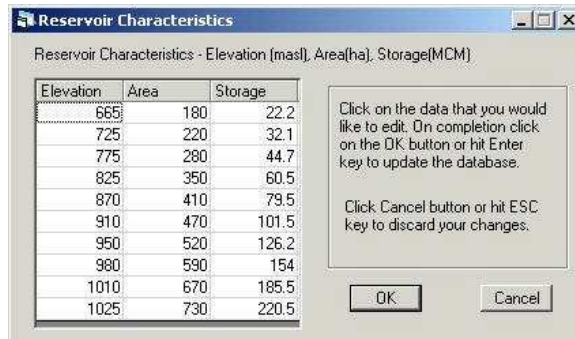 Reservoir Characteristics
Reservoir Characteristics - Elevation (masl), Area(ha), Storage(MCM)
Elevation Area Storage
665 180 22.2
725 220 32.1
775 280 44.7
825 350 60.5
870 410 79.5
910 470 101.5
950 520 126.2
980 590 154
1010 670 185.5
1025 730 220.5
Click on the data that you would
like to edit. On completion click
on the OK button or hit Enter
key to update the database.
Click Cancel button or hit ESC
key to discard your changes.
OK Cancel